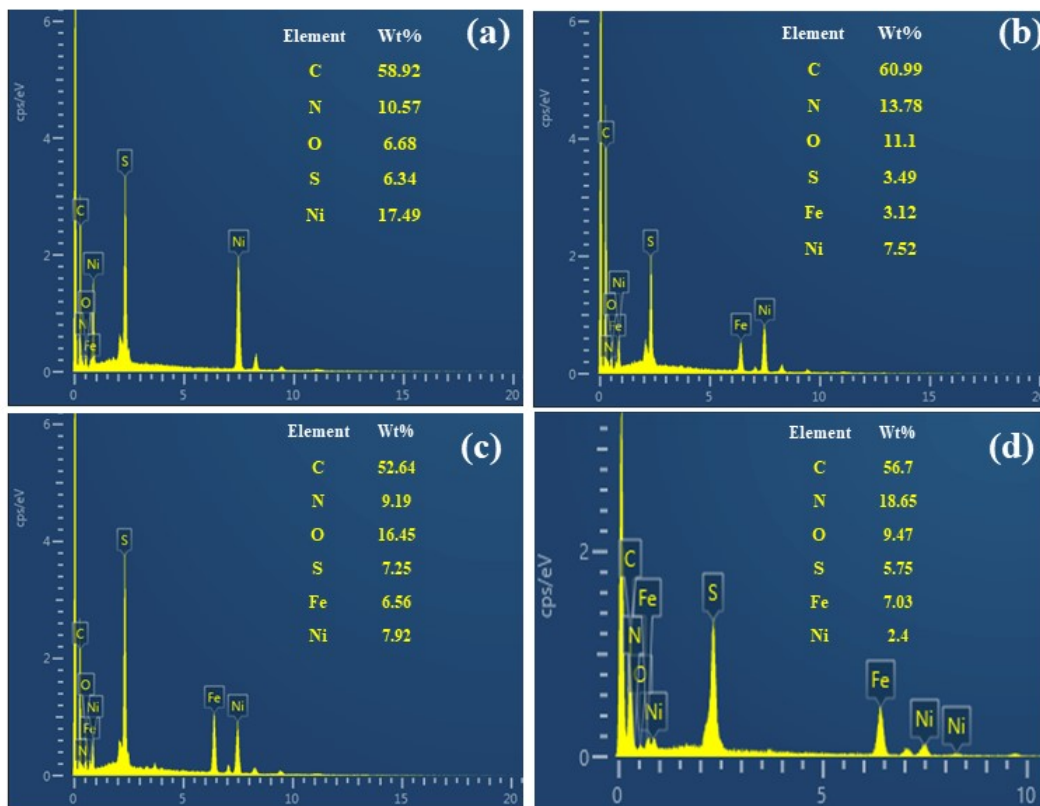 (a)
Element Wt%
C 58.92
N 10.57
O 6.68
S 6.34
Ni 17.49
6
4
2
0
cps/eV
C
N
O
Ni
Fe
S
Ni
0 5 10 15 20
(b)
Element Wt%
C 60.99
N 13.78
O 11.1
S 3.49
Fe 3.12
Ni 7.52
6
4
2
0
cps/eV
C
O
N
Ni
Fe
S
Fe
Ni
0 5 10 15 20
(c)
Element Wt%
C 52.64
N 9.19
O 16.45
S 7.25
Fe 6.56
Ni 7.92
6
4
2
0
cps/eV
C
O
N
Ni
Fe
S
Fe
Ni
0 5 10 15 20
(d)
Element Wt%
C 56.7
N 18.65
O 9.47
S 5.75
Fe 7.03
Ni 2.4
2
0
cps/eV
C
Fe
N
O
Ni
S
Fe
Ni
Ni
0 5 10